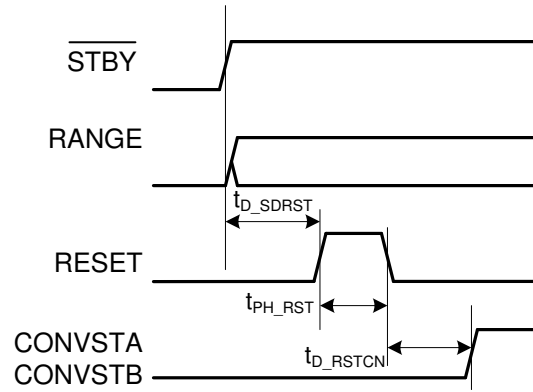 STBY
RANGE
tD_SDRST
RESET
tPH_RST
CONVSTA
tD_RSTCN
CONVSTB